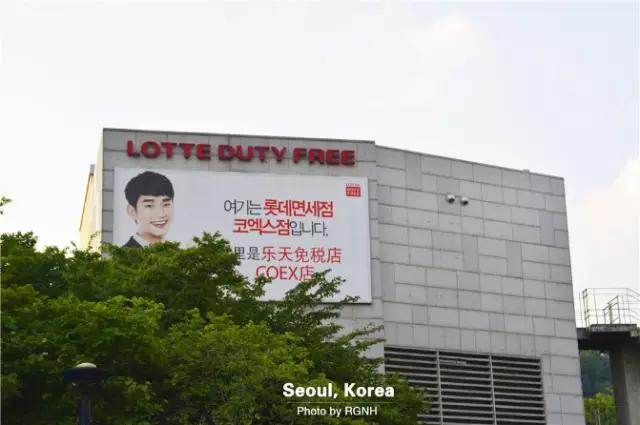 LOTTE DUTY FREE
여기는 롯데면세점
코엑스점입니다.
里是乐天免税店
COEX店
Seoul, Korea
Photo by RGNH